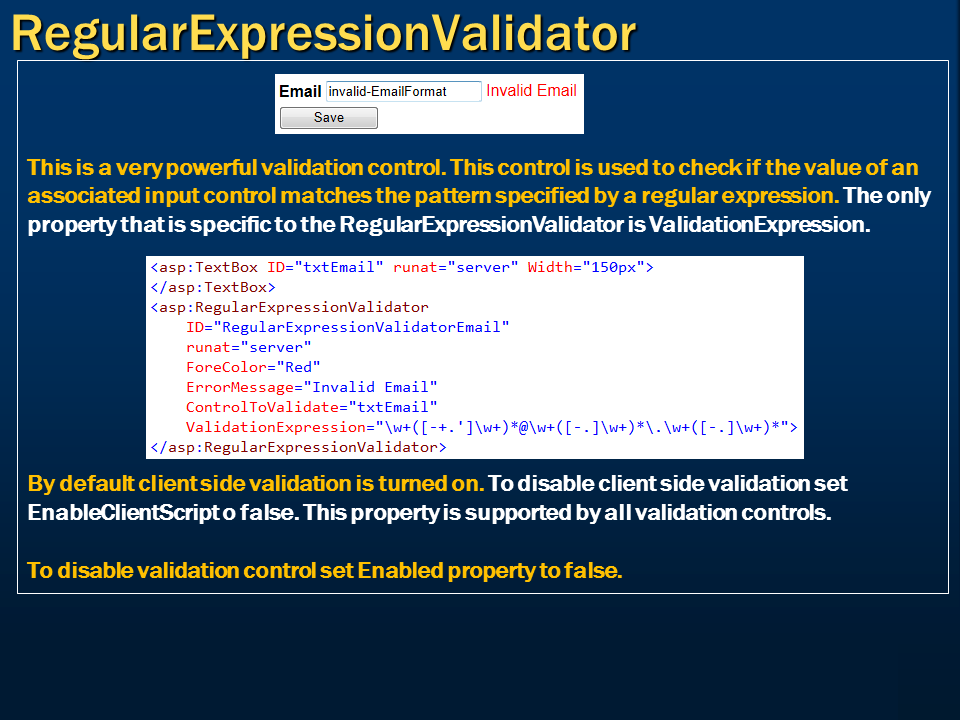 RegularExpressionValidator
Email invalid-EmailFormat Invalid Email
Save
This is a very powerful validation control. This control is used to check if the value of an
associated input control matches the pattern specified by a regular expression. The only
property that is specific to the RegularExpressionValidator is ValidationExpression.
<asp:TextBox ID="txtEmail" runat="server" Width="150px">
</asp:TextBox>
<asp:RegularExpressionValidator
ID="RegularExpressionValidatorEmail"
runat="server"
ForeColor="Red"
ErrorMessage="Invalid Email"
ControlToValidate="txtEmail"
ValidationExpression="\w+([-+.']\w+)*@\w+([-.]\w+)*\.\w+([-.]\w+)*">
</asp:RegularExpressionValidator>
By default client side validation is turned on. To disable client side validation set
EnableClientScript o false. This property is supported by all validation controls.
To disable validation control set Enabled property to false.